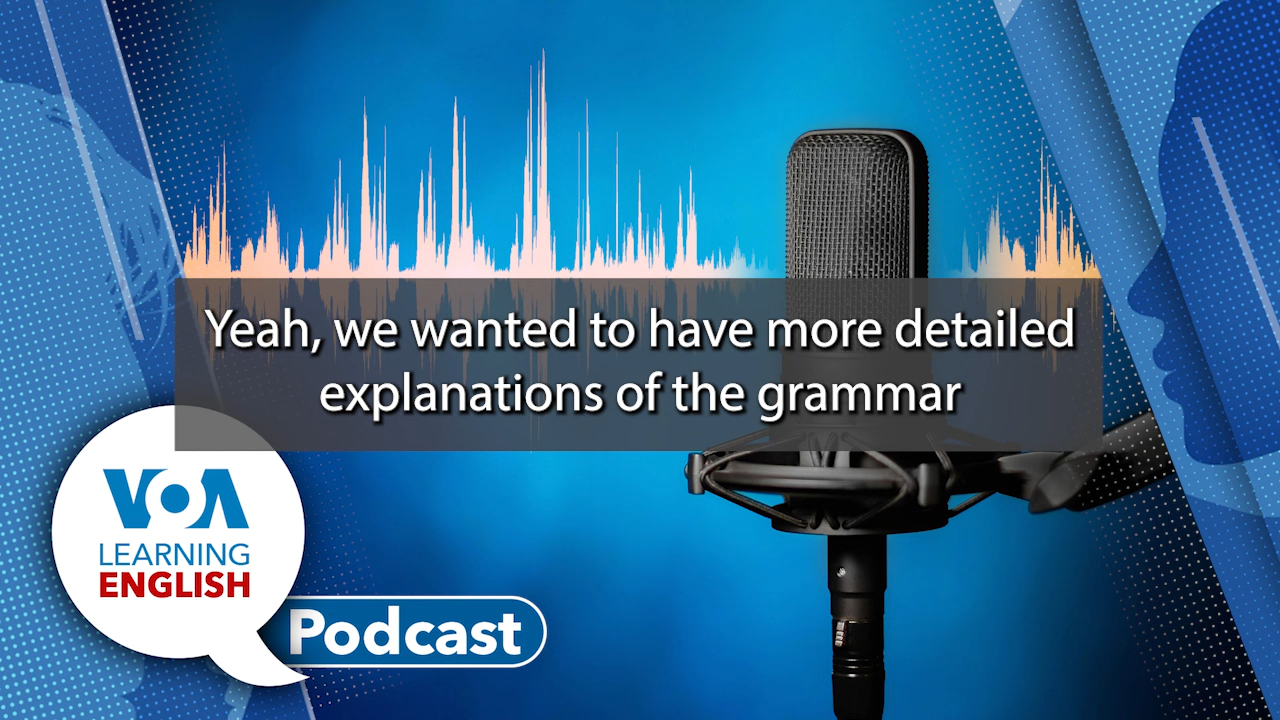 Yeah, we wanted to have more detailed
explanations of the grammar
VOA
LEARNING
ENGLISH
Podcast